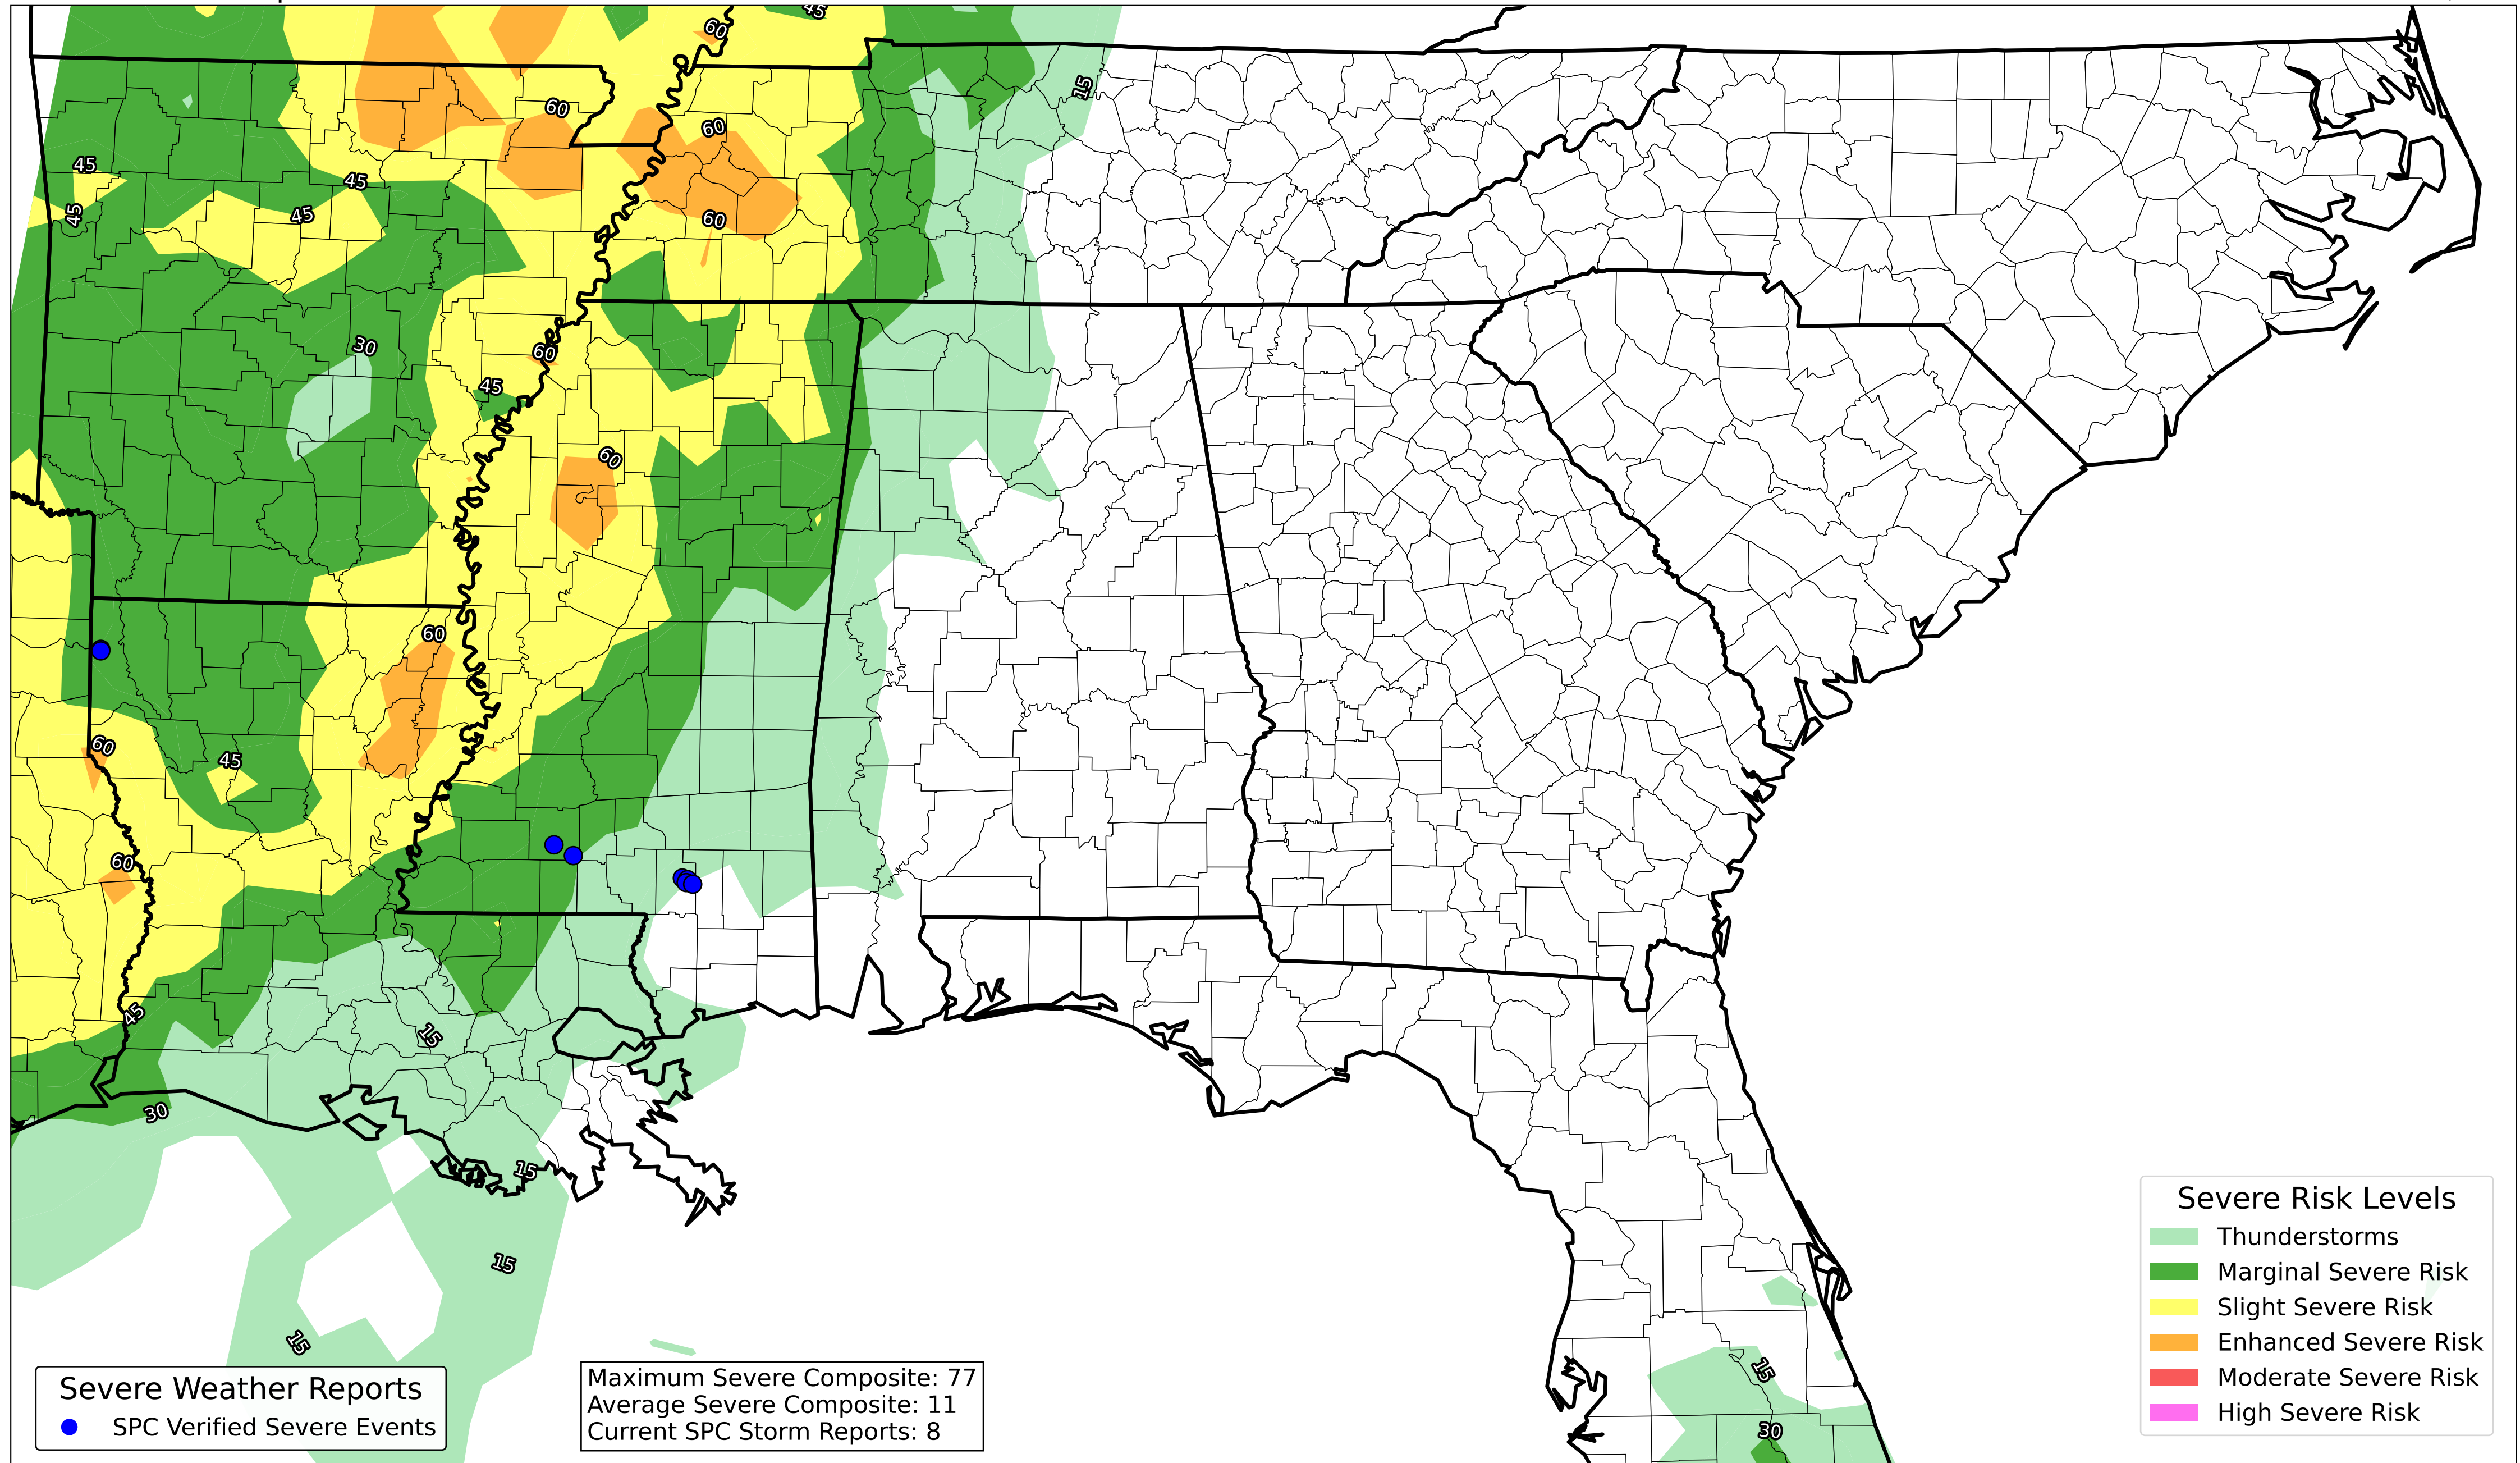 60
45
15
60
60
45
45
45
45
60
30
60
45
60
60
60
45
60
45
15
30
15
15
15
15
30
Severe Risk Levels
Thunderstorms
Marginal Severe Risk
Slight Severe Risk
Enhanced Severe Risk
Moderate Severe Risk
High Severe Risk
Severe Weather Reports
SPC Verified Severe Events
Maximum Severe Composite: 77
Average Severe Composite: 11
Current SPC Storm Reports: 8